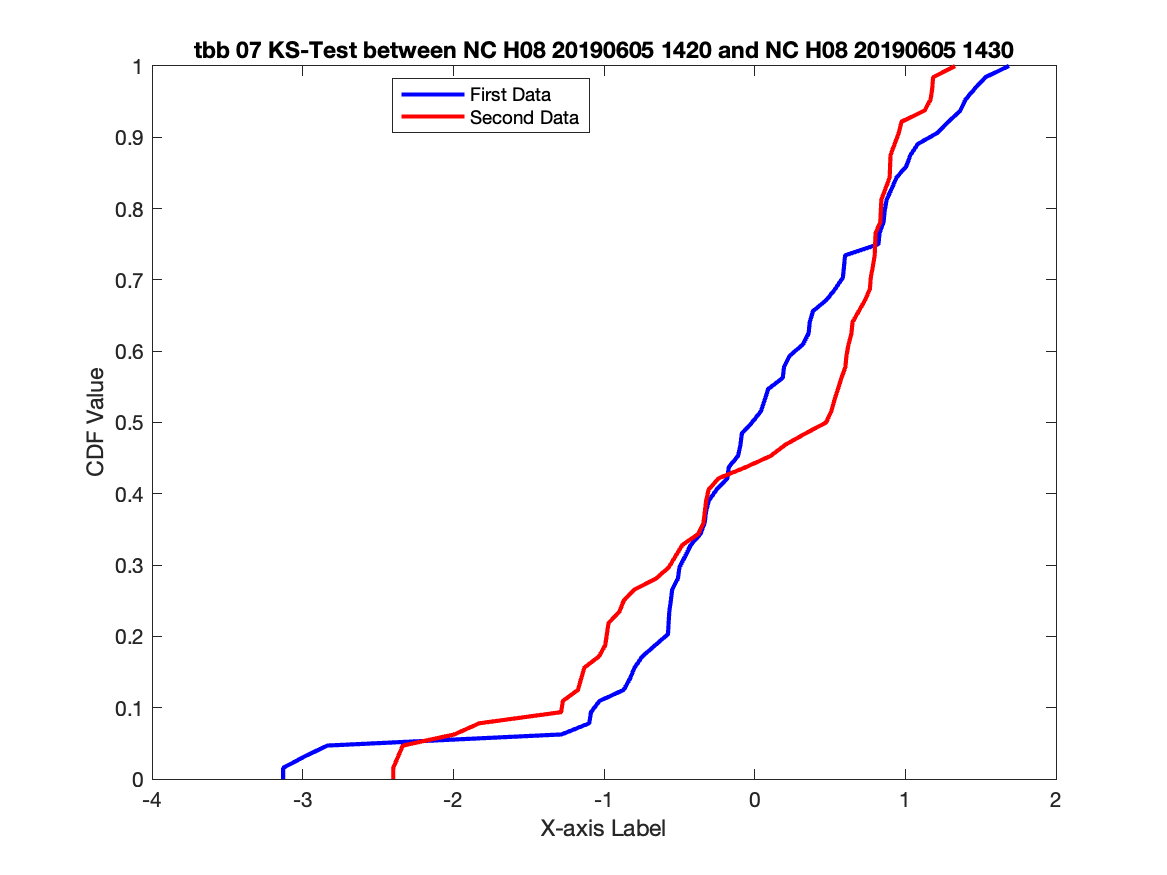 tbb 07 KS-Test between NC H08 20190605 1420 and NC H08 20190605 1430
First Data
Second Data
1
0.9
0.8
0.7
0.6
0.5
0.4
0.3
0.2
0.1
0
CDF Value
-4 -3 -2 -1 0 1 2
X-axis Label